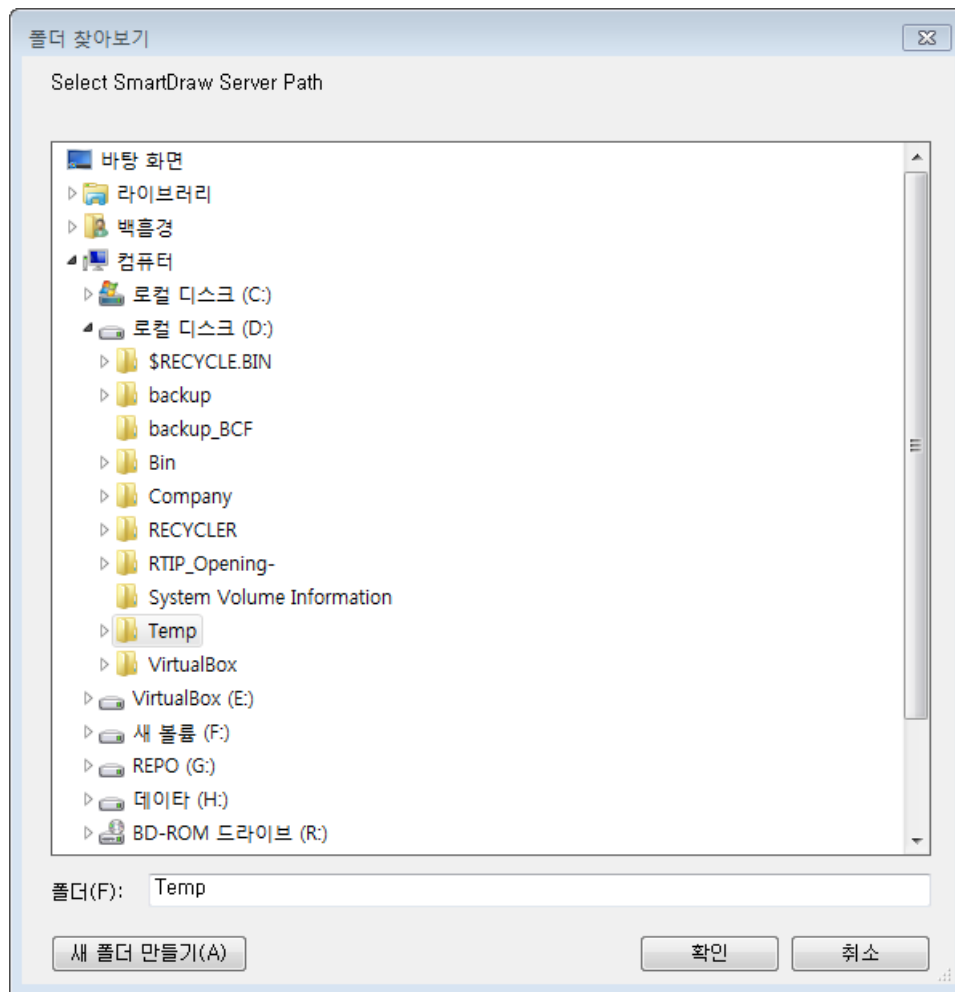 폴더 찾아보기
Select SmartDraw Server Path
바탕 화면
라이브러리
백흠경
컴퓨터
로컬 디스크 (C:)
로컬 디스크 (D:)
$RECYCLE.BIN
backup
backup_BCF
Bin
Company
RECYCLER
RTIP_Opening-
System Volume Information
Temp
VirtualBox
VirtualBox (E:)
새 볼륨 (F:)
REPO (G:)
데이타 (H:)
BD-ROM 드라이브 (R:)
폴더(F): Temp
새 폴더 만들기(A) 확인 취소